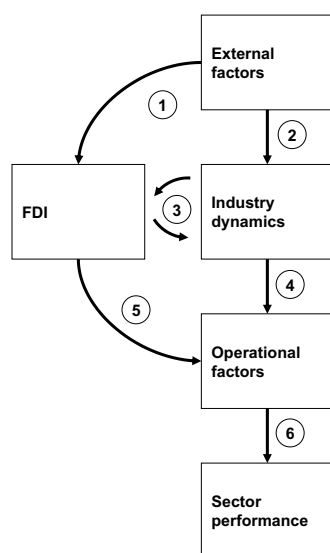 External
factors
1
2
FDI
3
Industry
dynamics
4
5
Operational
factors
6
Sector
performance